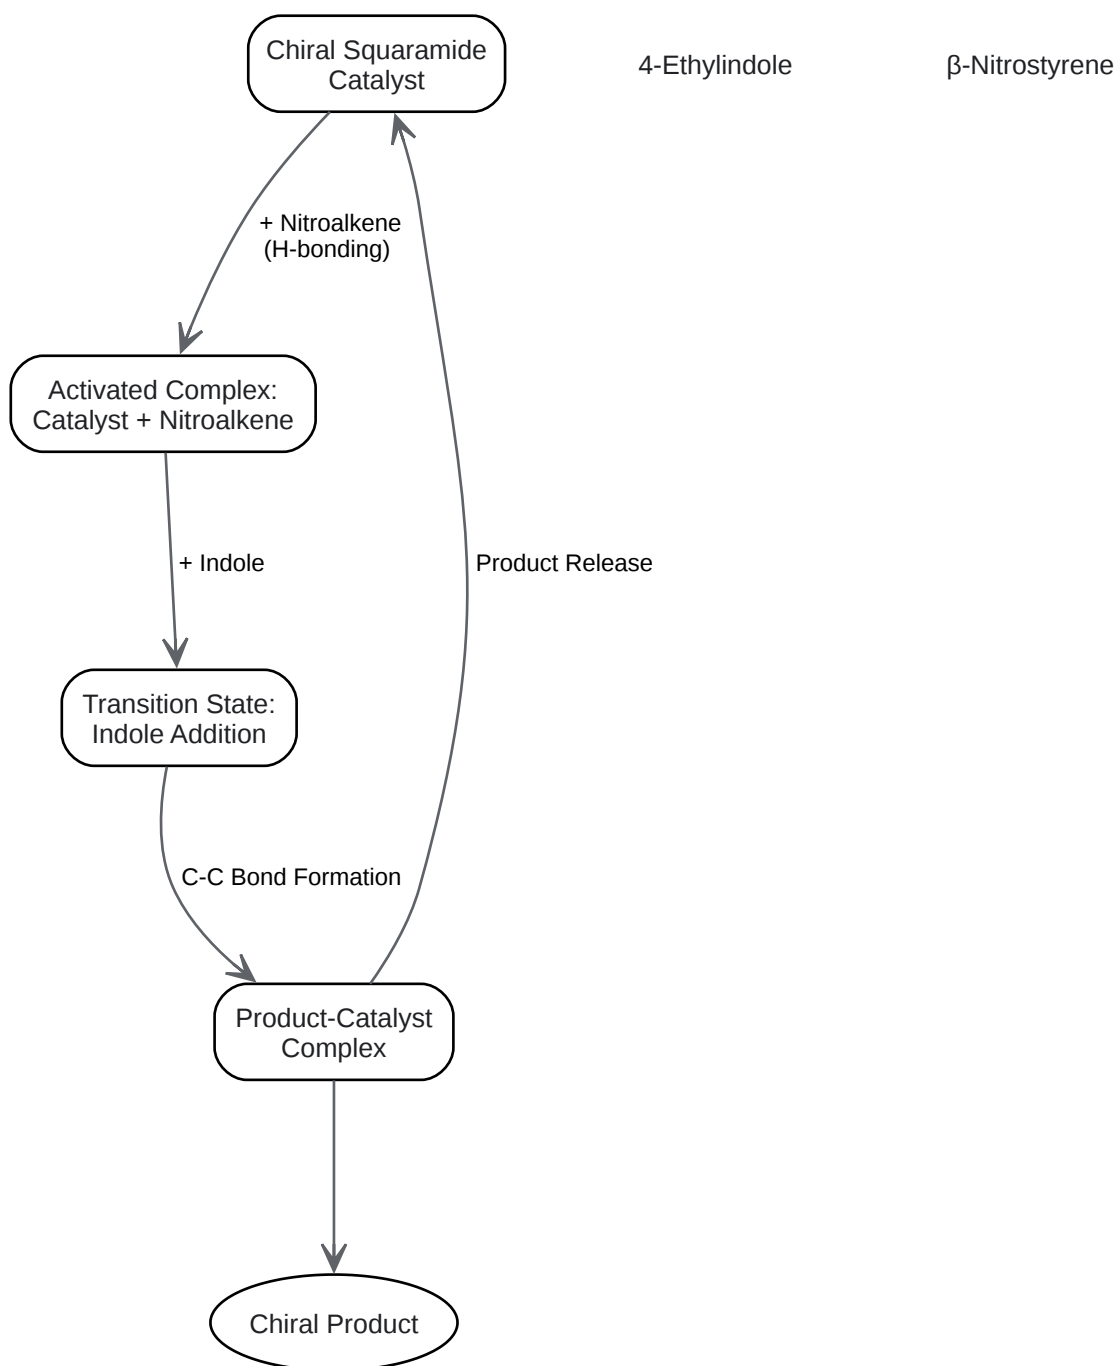 Chiral Squaramide
Catalyst
4-Ethylindole
β-Nitrostyrene
+ Nitroalkene
(H-bonding)
Activated Complex:
Catalyst + Nitroalkene
+ Indole
Product Release
Transition State:
Indole Addition
C-C Bond Formation
Product-Catalyst
Complex
Chiral Product